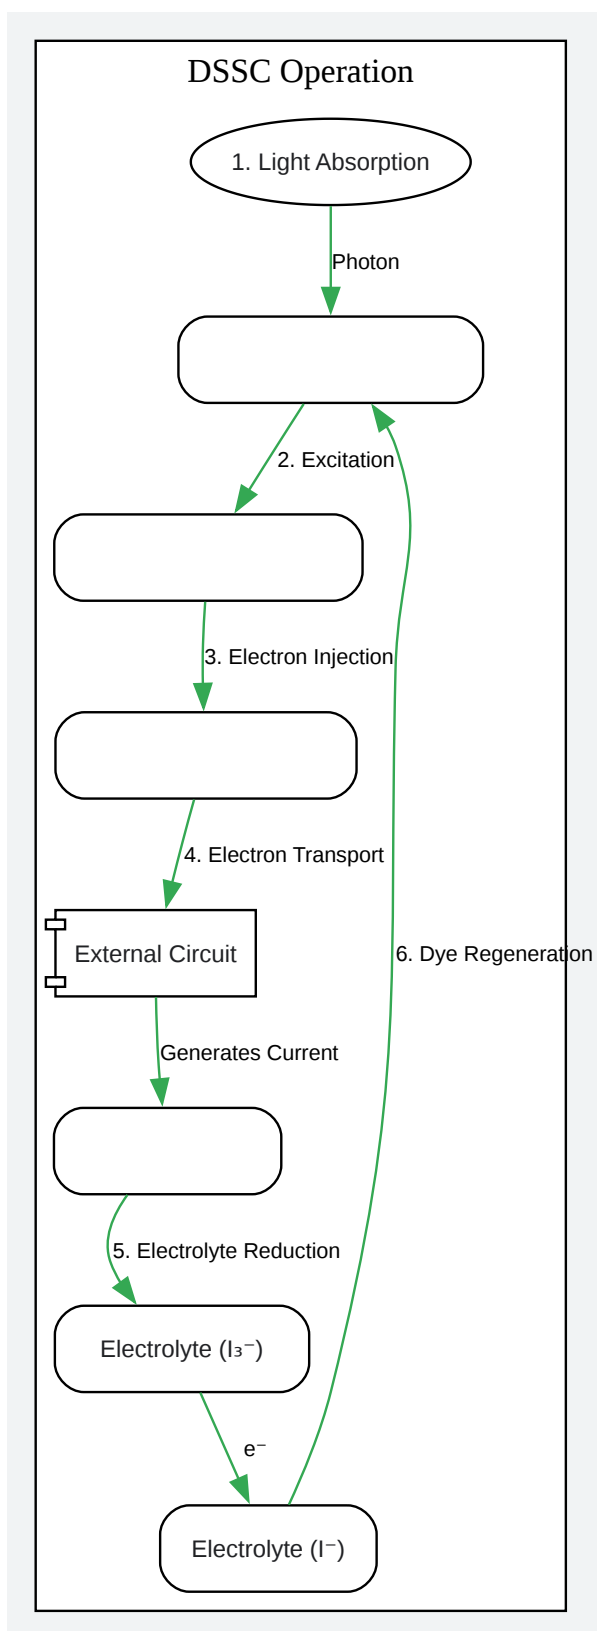 DSSC Operation
1. Light Absorption
Photon
2. Excitation
3. Electron Injection
4. Electron Transport
External Circuit
6. Dye Regeneration
Generates Current
5. Electrolyte Reduction
Electrolyte (I₃⁻)
e⁻
Electrolyte (I⁻)